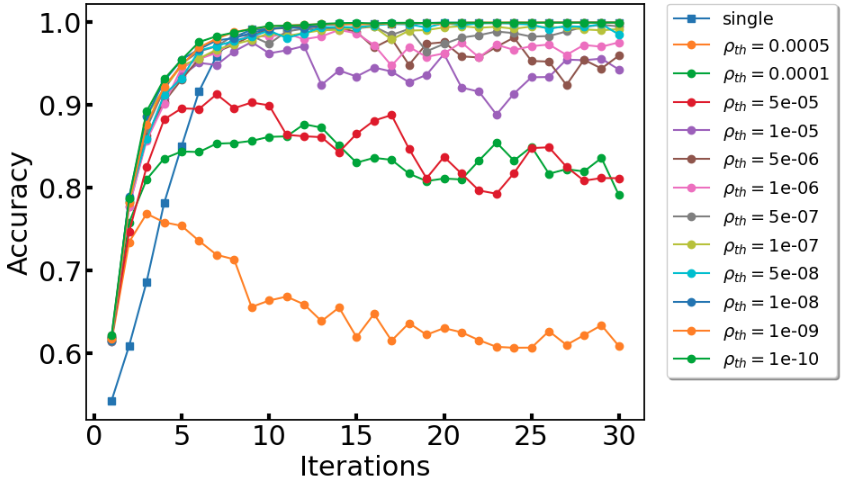 1.0
0.9
0.8
0.7
0.6
Accuracy
0 5 10 15 20 25 30
Iterations
single
ρth = 0.0005
ρth = 0.0001
ρth = 5e-05
ρth = 1e-05
ρth = 5e-06
ρth = 1e-06
ρth = 5e-07
ρth = 1e-07
ρth = 5e-08
ρth = 1e-08
ρth = 1e-09
ρth = 1e-10